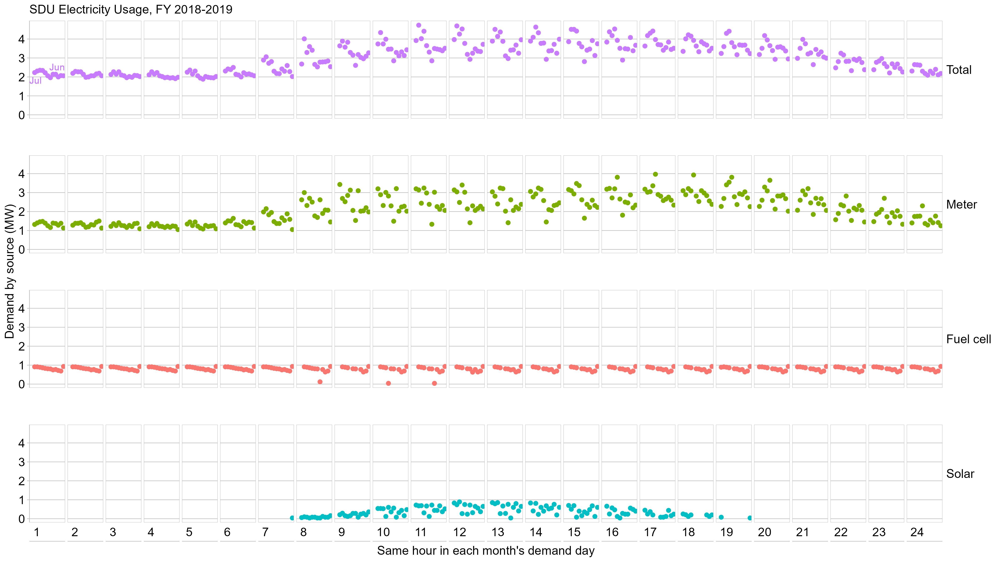 SDU Electricity Usage, FY 2018-2019
Demand by source (MW)
4
3
2
1
0
Jun
Jul
Total
4
3
2
1
0
Meter
4
3
2
1
0
Fuel cell
4
3
2
1
0
Solar
1 2 3 4 5 6 7 8 9 10 11 12 13 14 15 16 17 18 19 20 21 22 23 24
Same hour in each month's demand day